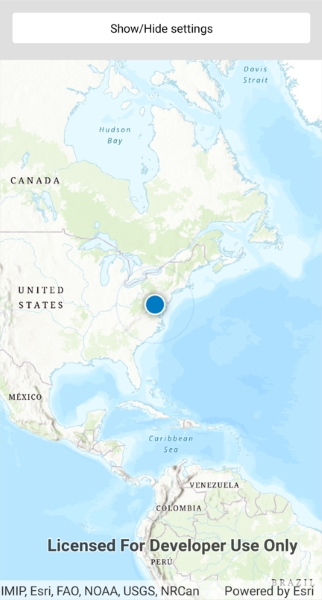 Show/Hide settings
Davis
Strait
Hudson
Bay
CANADA
UNITED
STATES
MÉXICO
Caribbean
Sea
VENEZUELA
COLOMBIA
Licensed For Developer Use Only
PERÚ
BRAZIL
IMIP, Esri, FAO, NOAA, USGS, NRCan
Powered by Esri